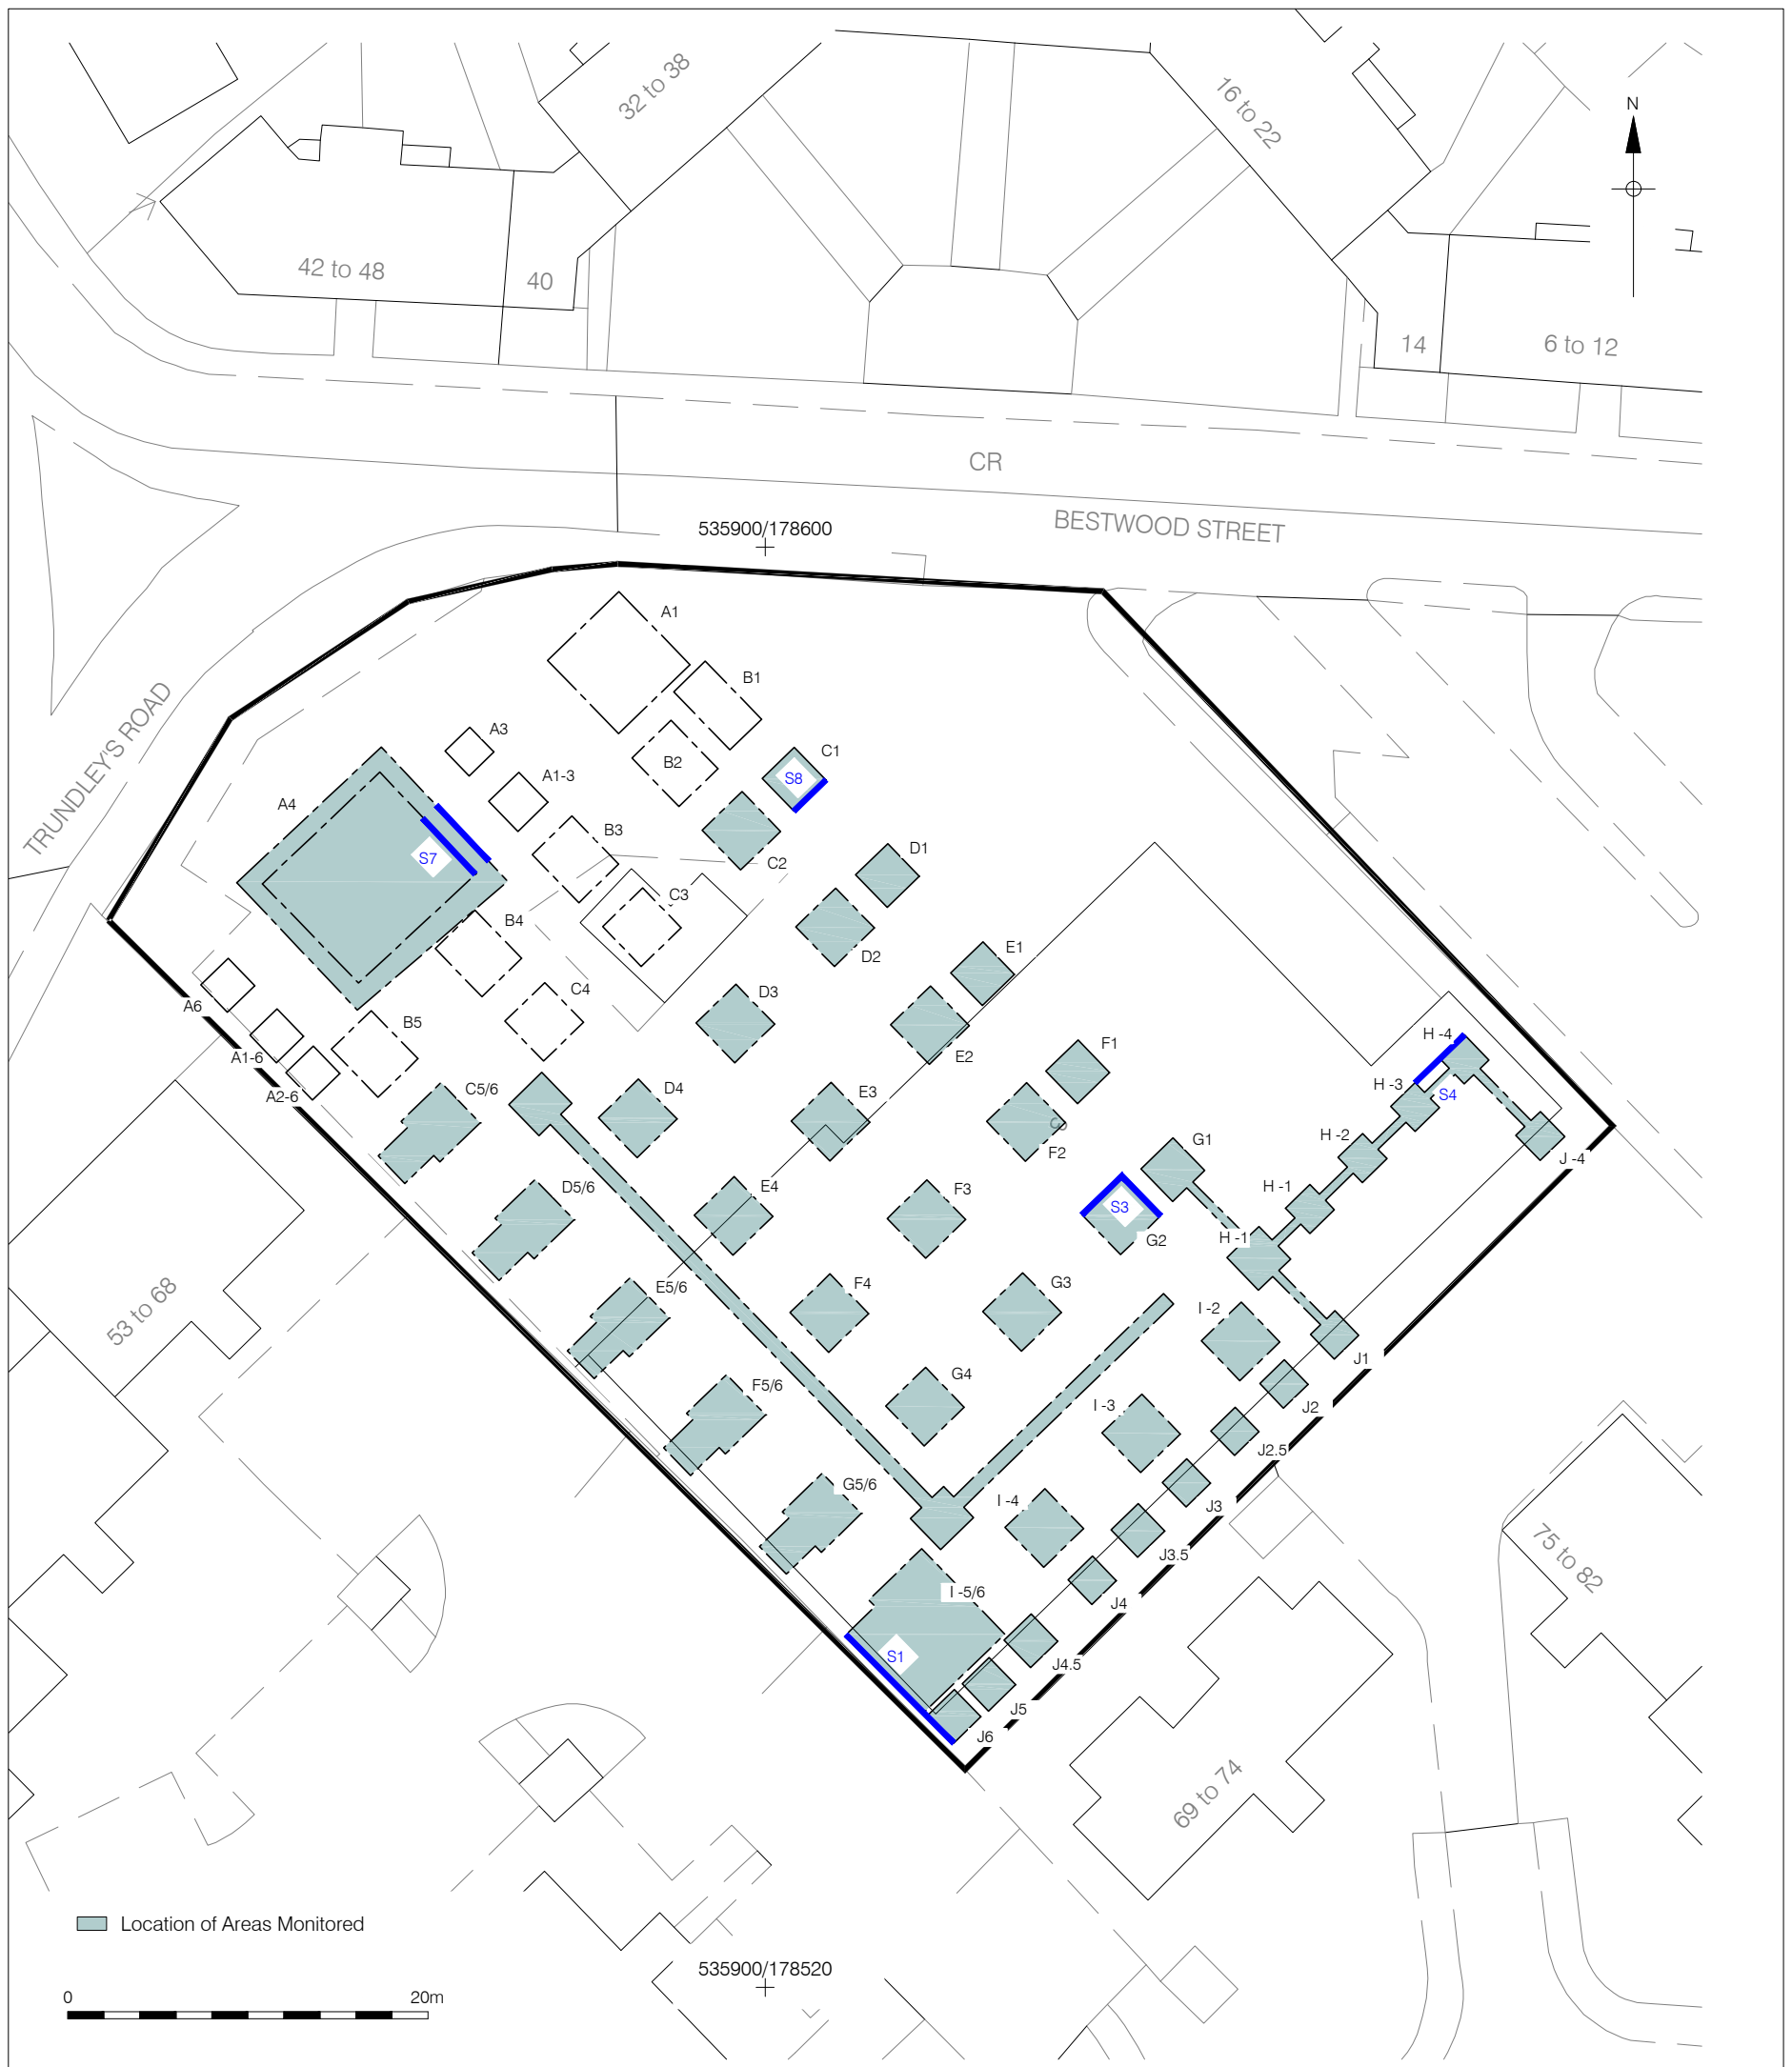 32 to 38
16 to 22
N
42 to 48
40
14
6 to 12
CR
BESTWOOD STREET
535900/178600
TRUNDLEY'S ROAD
A1
B1
A3
B2
C1
S8
A1-3
A4
B3
S7
C2
D1
C3
B4
D2
E1
C4
D3
A6
B5
E2
H -4
F1
A1-6
H -3
S4
A2-6
C5/6
D4
E3
H -2
G1
F2
J -4
D5/6
E4
F3
H -1
S3
G2
H -1
E5/6
F4
G3
I -2
53 to 68
J1
F5/6
G4
I -3
J2
J2.5
G5/6
I -4
J3
75 to 82
J3.5
I -5/6
J4
S1
J4.5
J5
J6
69 to 74
Location of Areas Monitored
535900/178520
0 20m